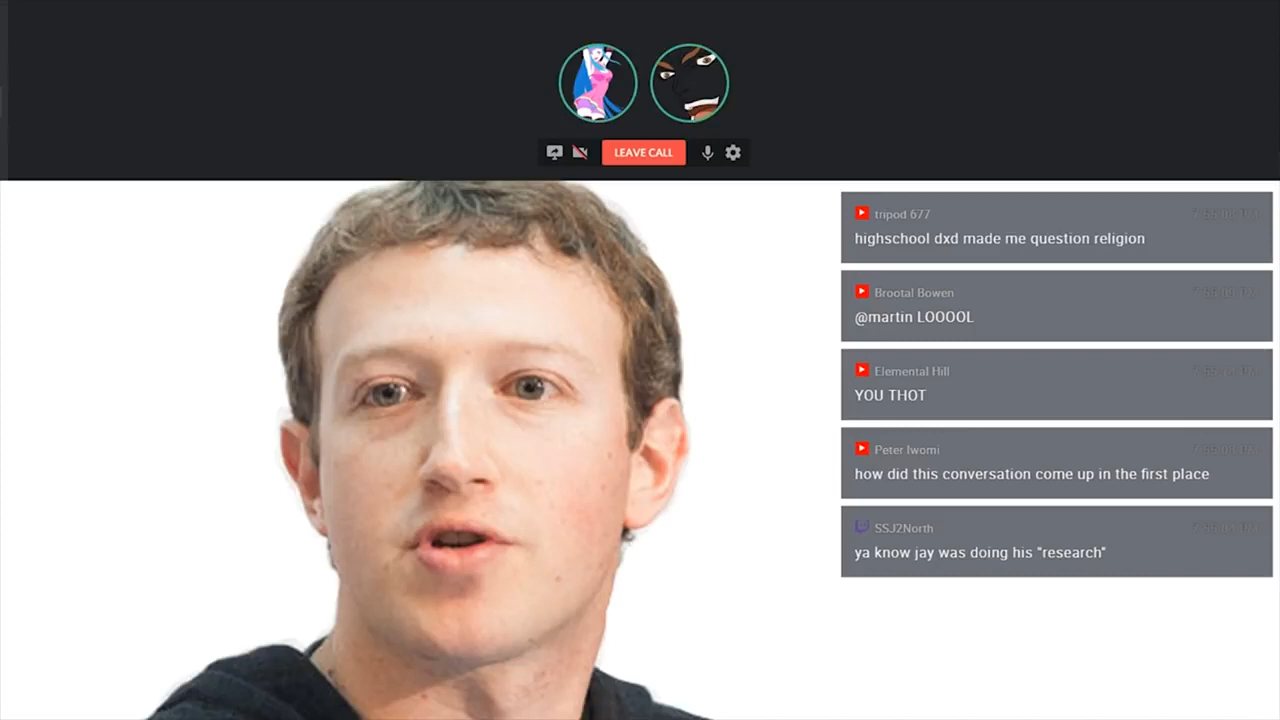 LEAVE CALL
tripod 677
highschool dxd made me question religion
Brootal Bowen
@martin LOOOOL
Elemental Hill
YOU THOT
Peter Iwomi
how did this conversation come up in the first place
SSJ2North
ya know jay was doing his "research"